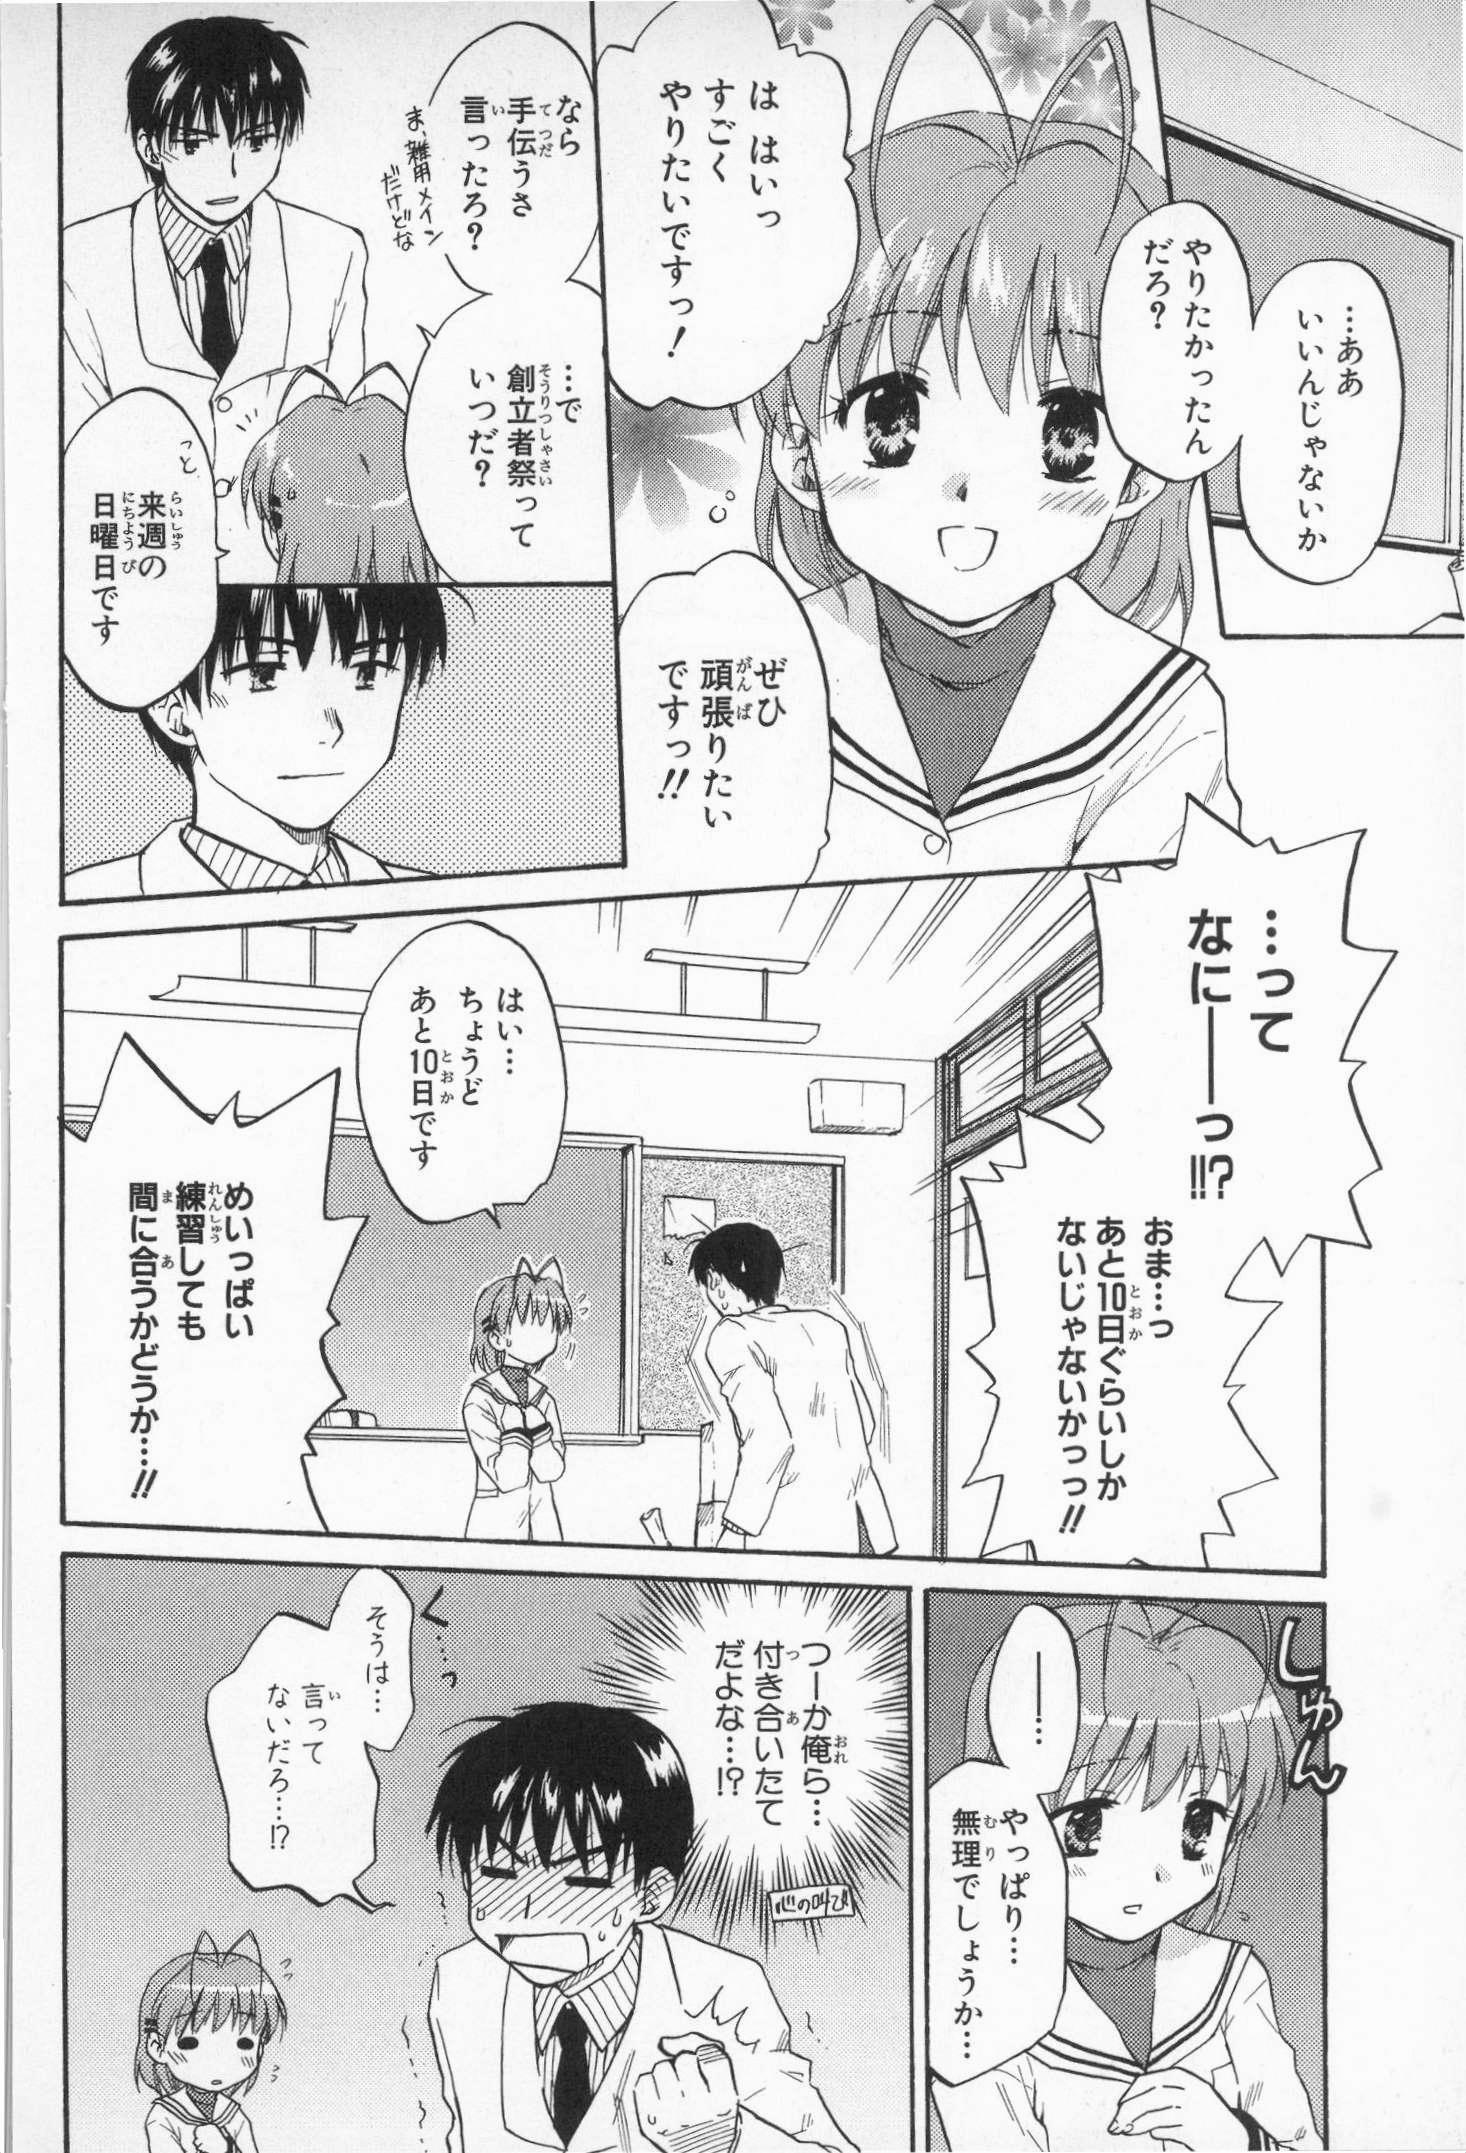 …ああ
いいんじゃないか
やりたかったん
だろ?
は はいっ
すごく
やりたいですっ!
ぜひ
頑張りたい
ですっ!!
なら
手伝うさ
言ったろ?
ま、雑用メイン
だけどな
…で
創立者祭って
いつだ?
っと
来週の
日曜日です
…って
なに――っ!!?
おま…っ
あと10日ぐらいしか
ないじゃないかっっ!!
はい…
ちょうど
あと10日です
めいっぱい
練習しても
間に合うかどうか…!!
しゅん
――…
やっぱり…
無理でしょうか…
つーか俺ら…
付き合いたて
だよな…!?
心の叫び
く…
そうは…
言って
ないだろ…!?